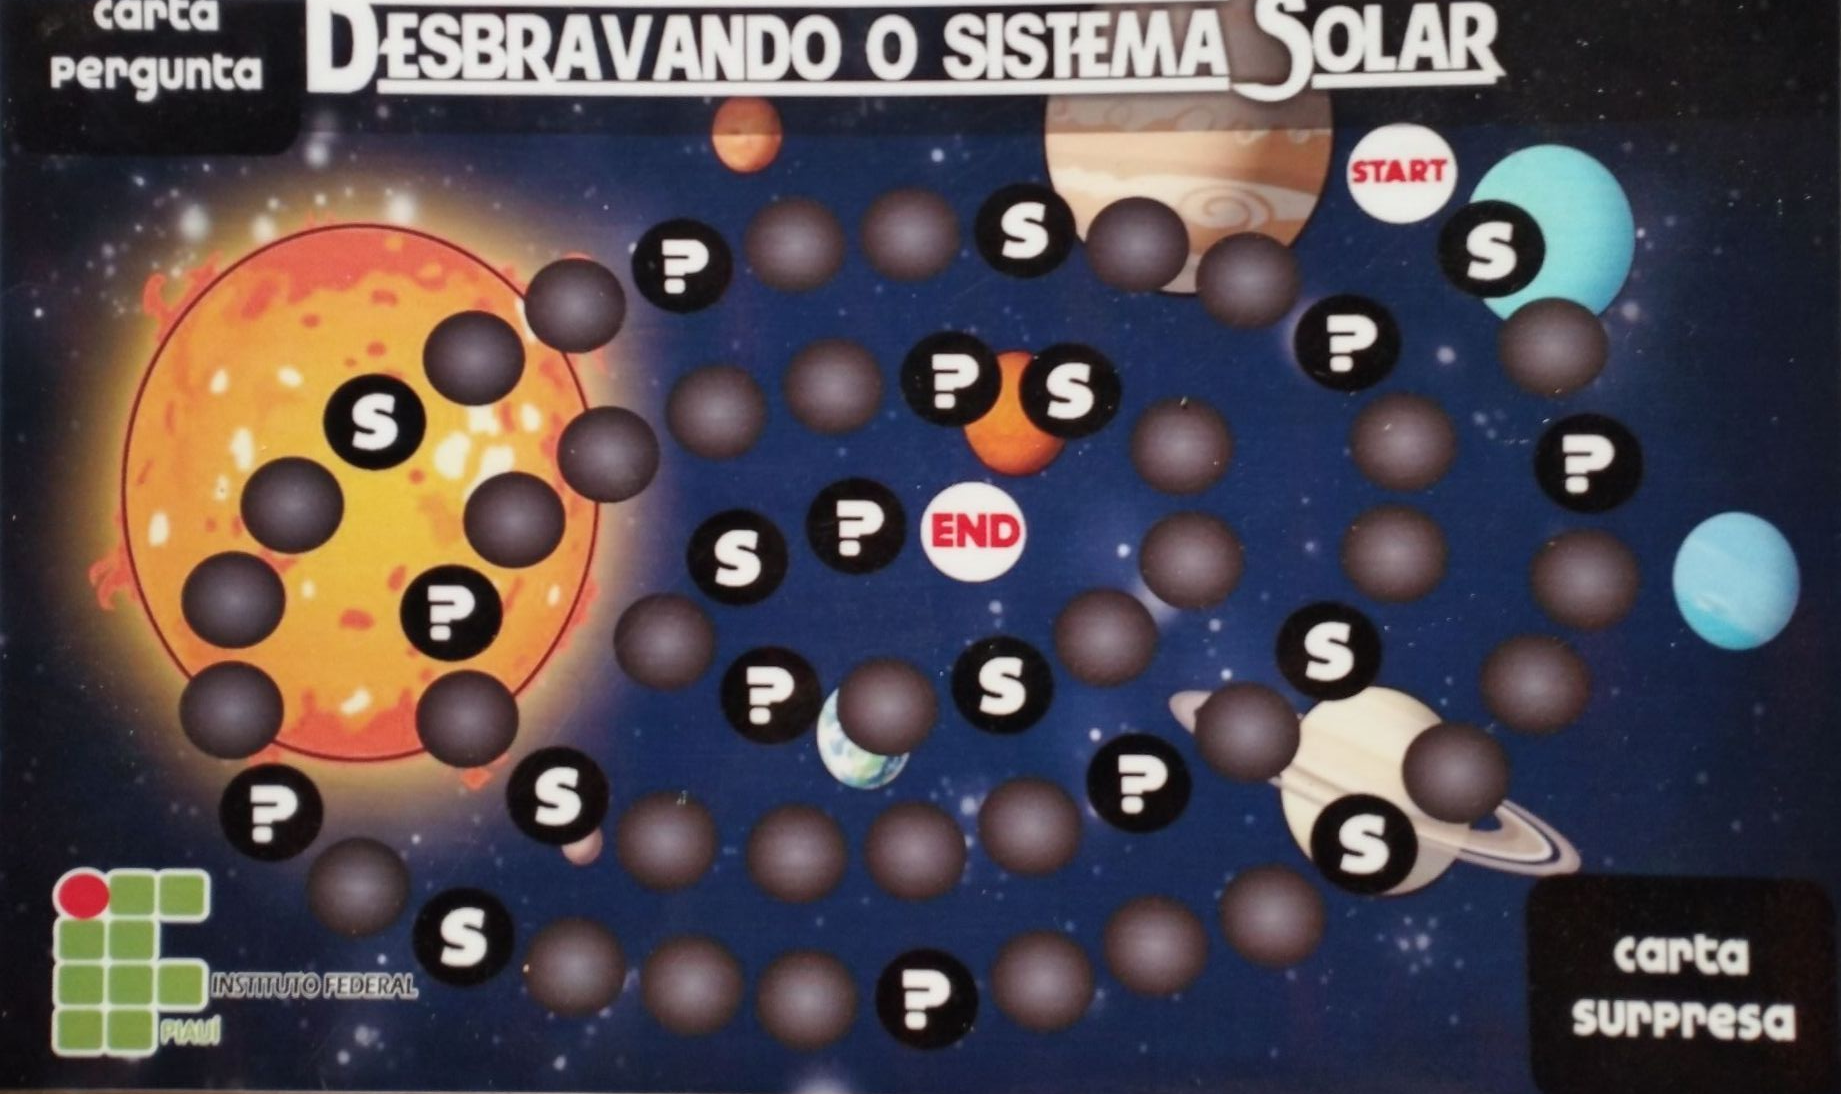 carta
pergunta
DESBRAVANDO O SISTEMA SOLAR
START
S
?
S
?
?
?
S
S
?
END
S
?
?
S
S
?
S
?
S
?
S
S
?
INSTITUTO FEDERAL
PIAUÍ
carta
surpresa